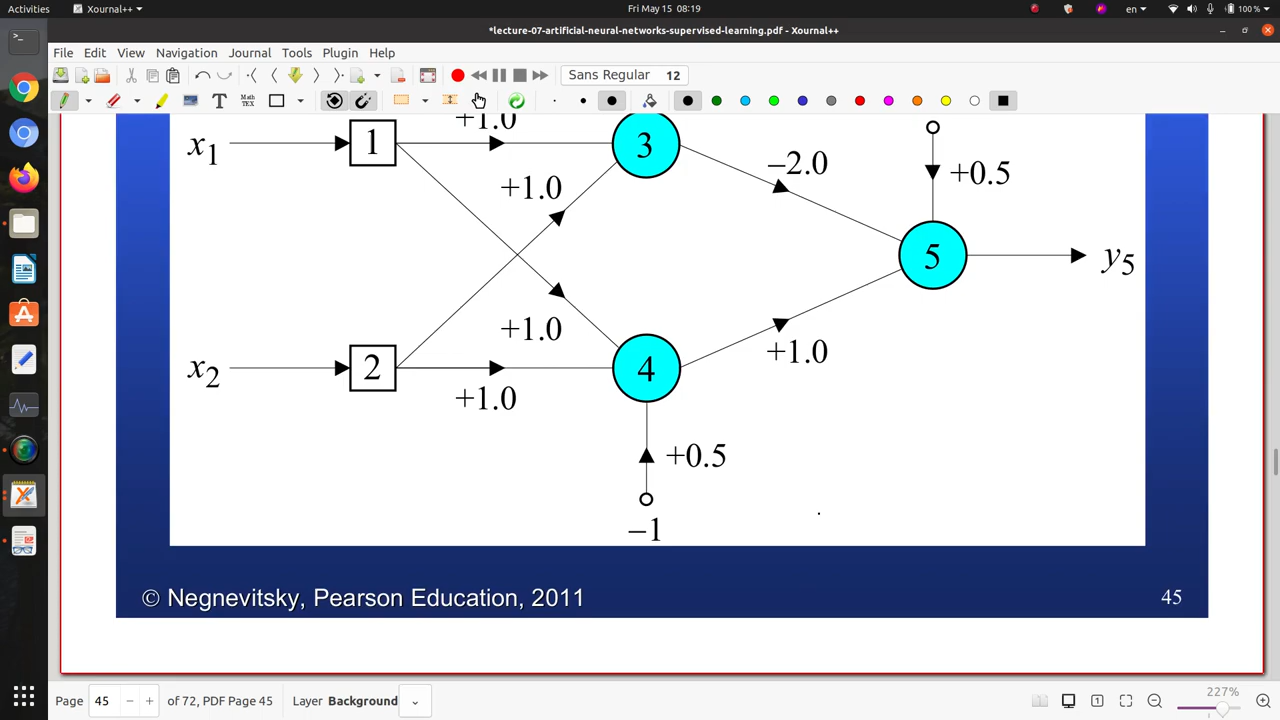 Activities Xournal++ Fri May 15 08:19 en 100 %
*lecture-07-artificial-neural-networks-supervised-learning.pdf - Xournal++
File Edit View Navigation Journal Tools Plugin Help
Sans Regular 12
+1.0
x1 1 3 −2.0 +0.5
+1.0
5 y5
+1.0 +1.0
x2 2 4
+1.0
+0.5
−1
© Negnevitsky, Pearson Education, 2011 45
Page 45 of 72, PDF Page 45 Layer Background 227%